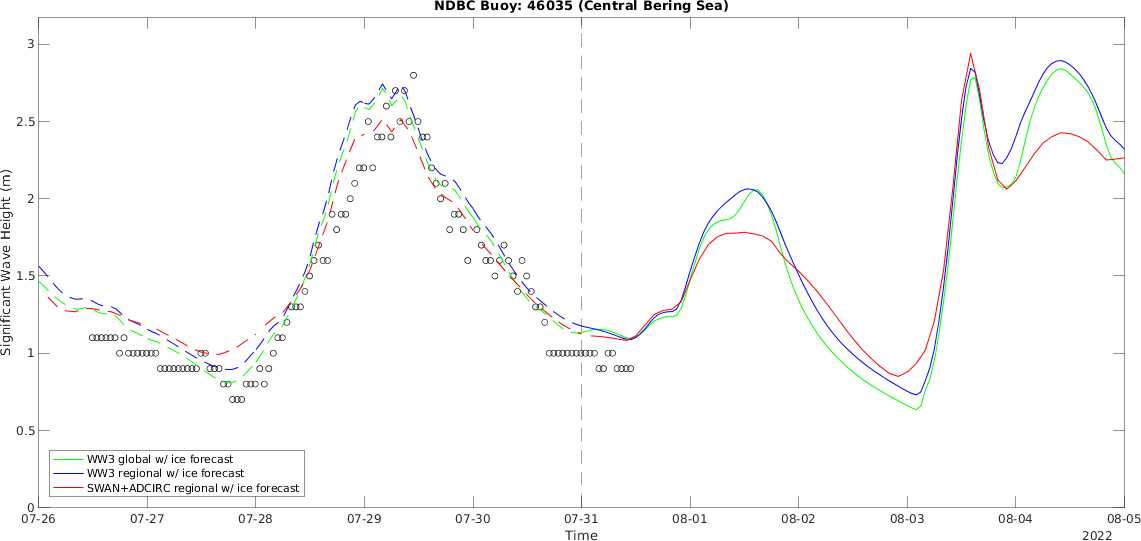 NDBC Buoy: 46035 (Central Bering Sea)
Significant Wave Height (m)
3
2.5
2
1.5
1
0.5
0
WW3 global w/ ice forecast
WW3 regional w/ ice forecast
SWAN+ADCIRC regional w/ ice forecast
07-26 07-27 07-28 07-29 07-30 07-31 08-01 08-02 08-03 08-04 08-05
Time
2022